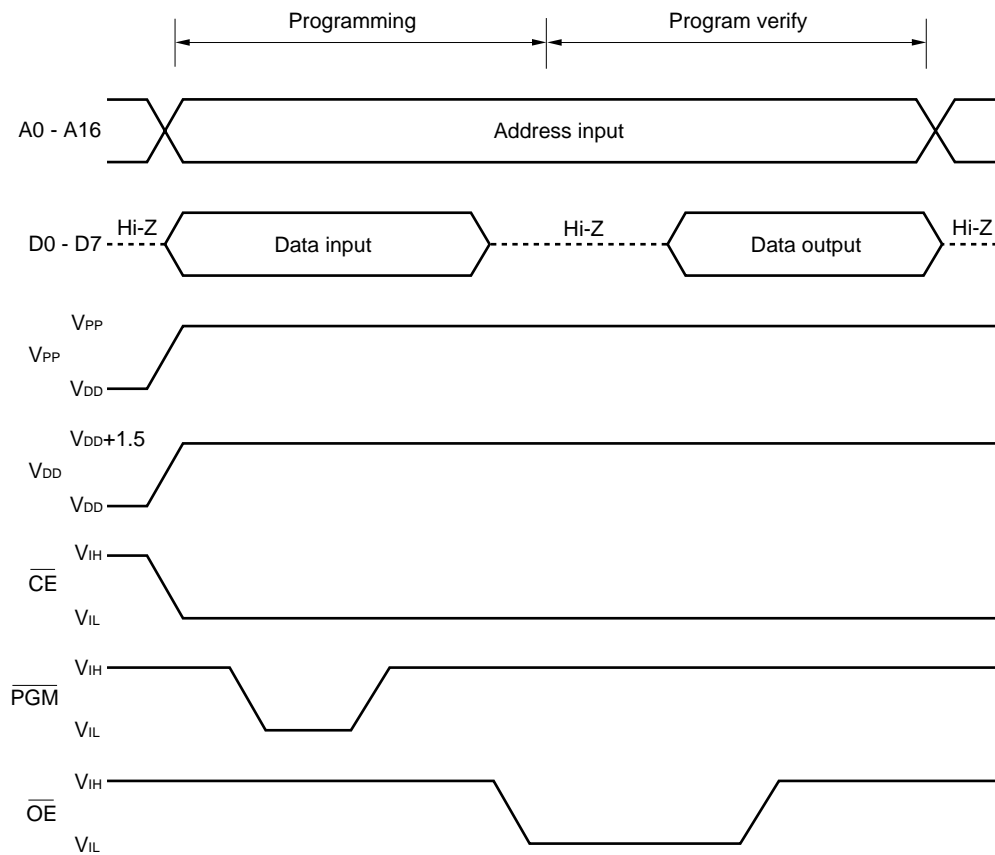 Programming
Program verify
A0 - A16
Address input
Hi-Z
D0 - D7
Data input
Hi-Z
Data output
Hi-Z
VPP
VPP
VDD
VDD+1.5
VDD
VDD
VIH
CE
VIL
VIH
PGM
VIL
VIH
OE
VIL